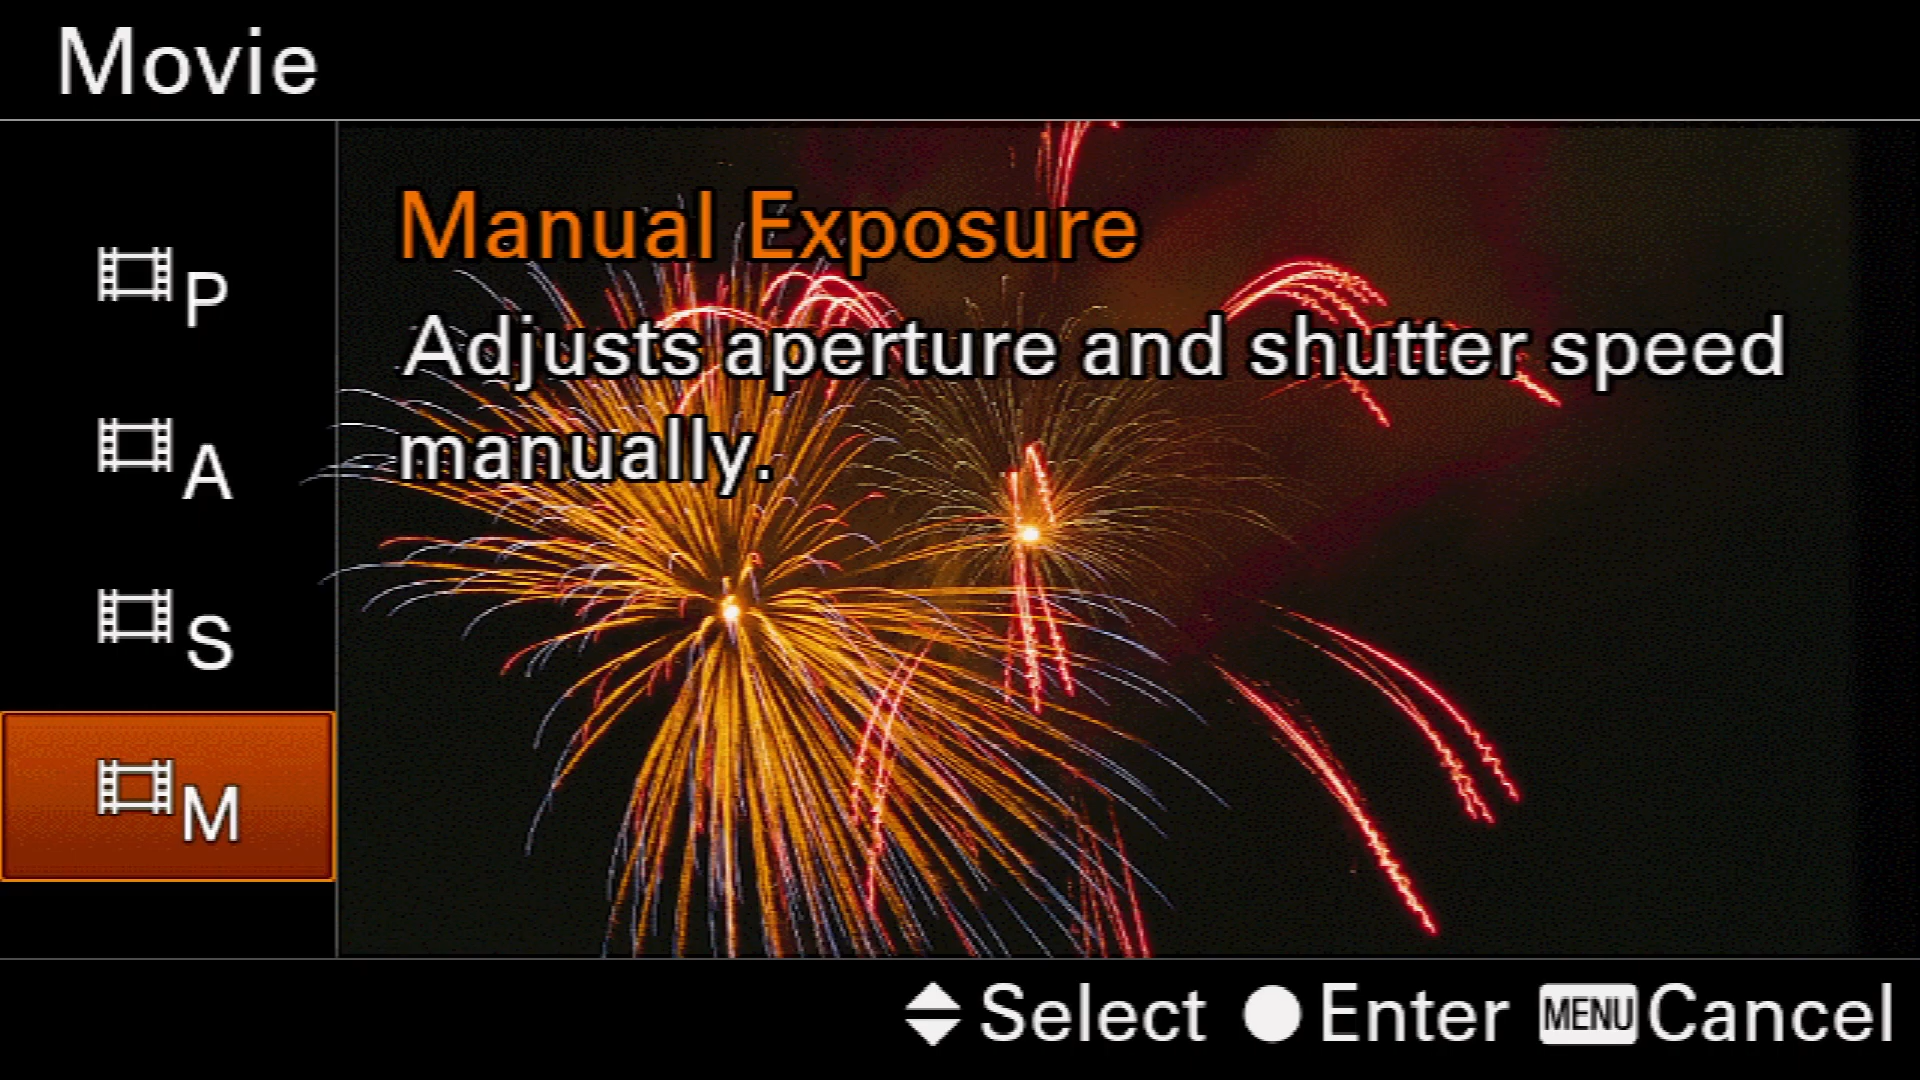 Movie
P
A
S
M
Manual Exposure
Adjusts aperture and shutter speed
manually.
Select Enter MENU Cancel